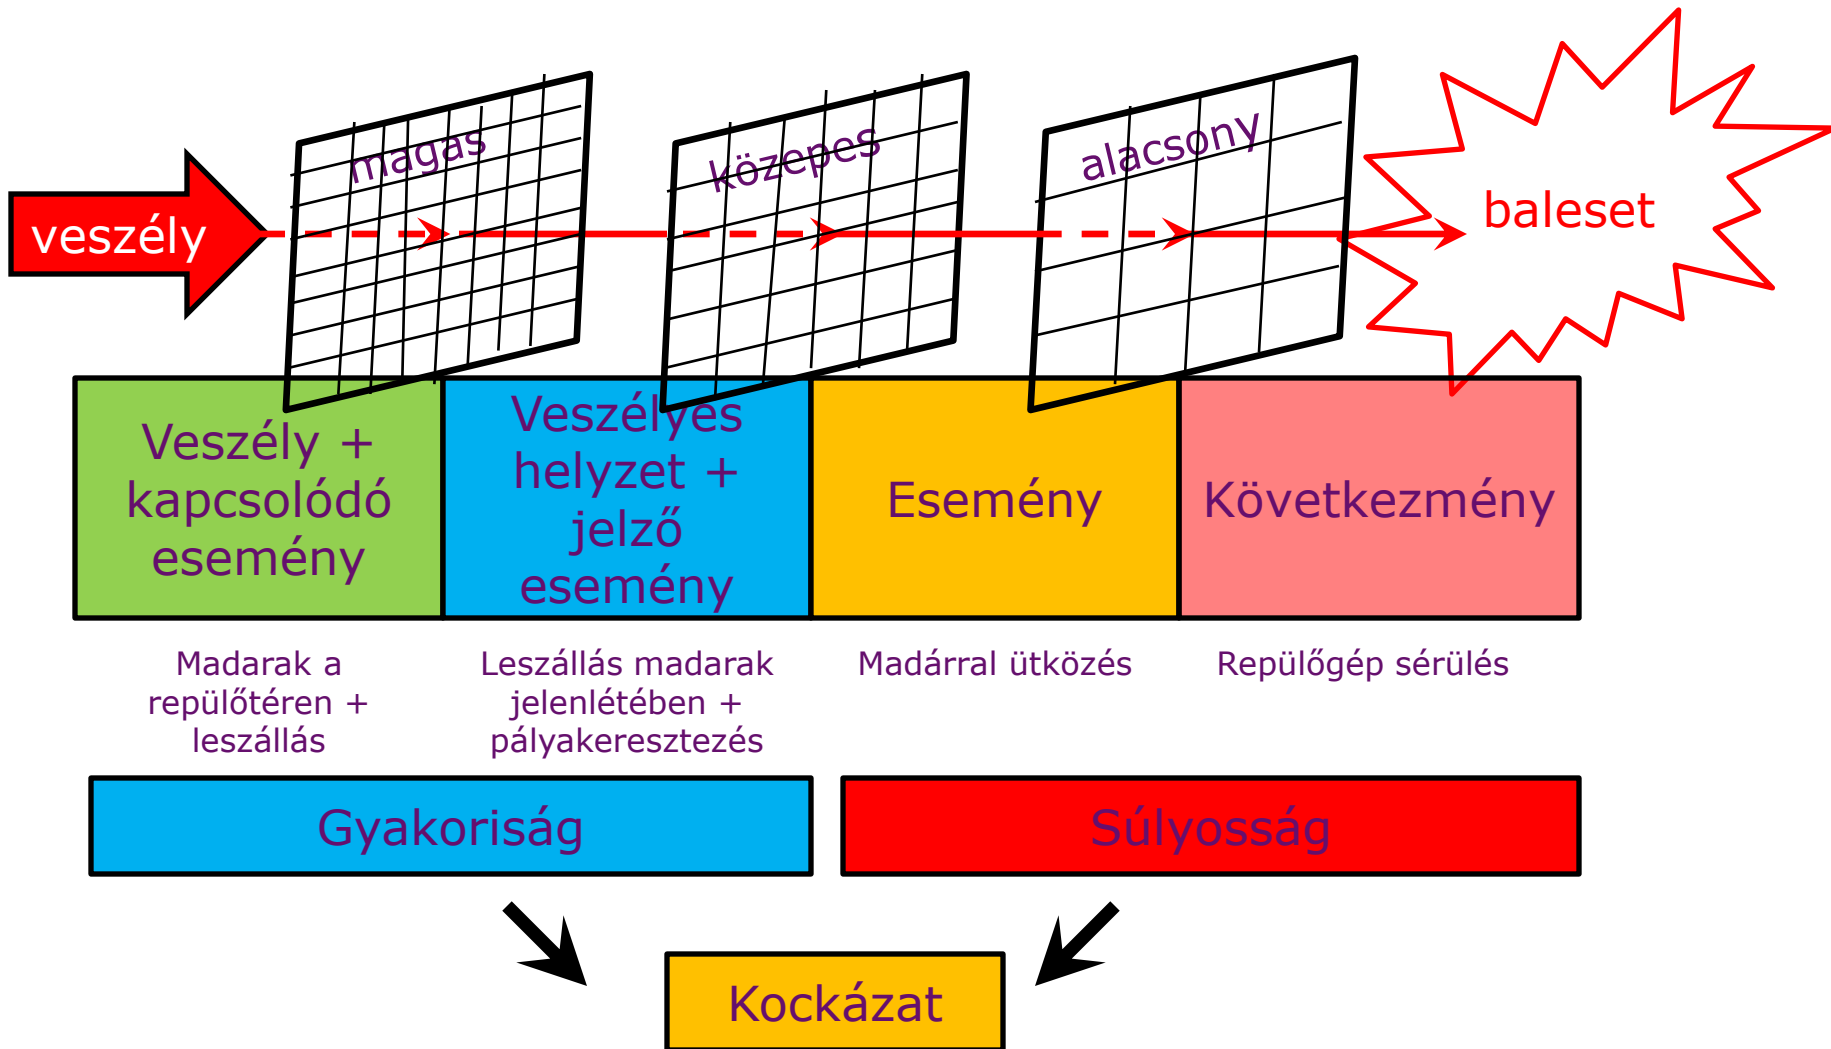 magas
közepes
alacsony
veszély
baleset
Veszély +
kapcsolódó
esemény
Veszélyes
helyzet +
jelző
esemény
Esemény
Következmény
Madarak a
repülőtéren +
leszállás
Leszállás madarak
jelenlétében +
pályakeresztezés
Madárral ütközés
Repülőgép sérülés
Gyakoriság
Súlyosság
Kockázat